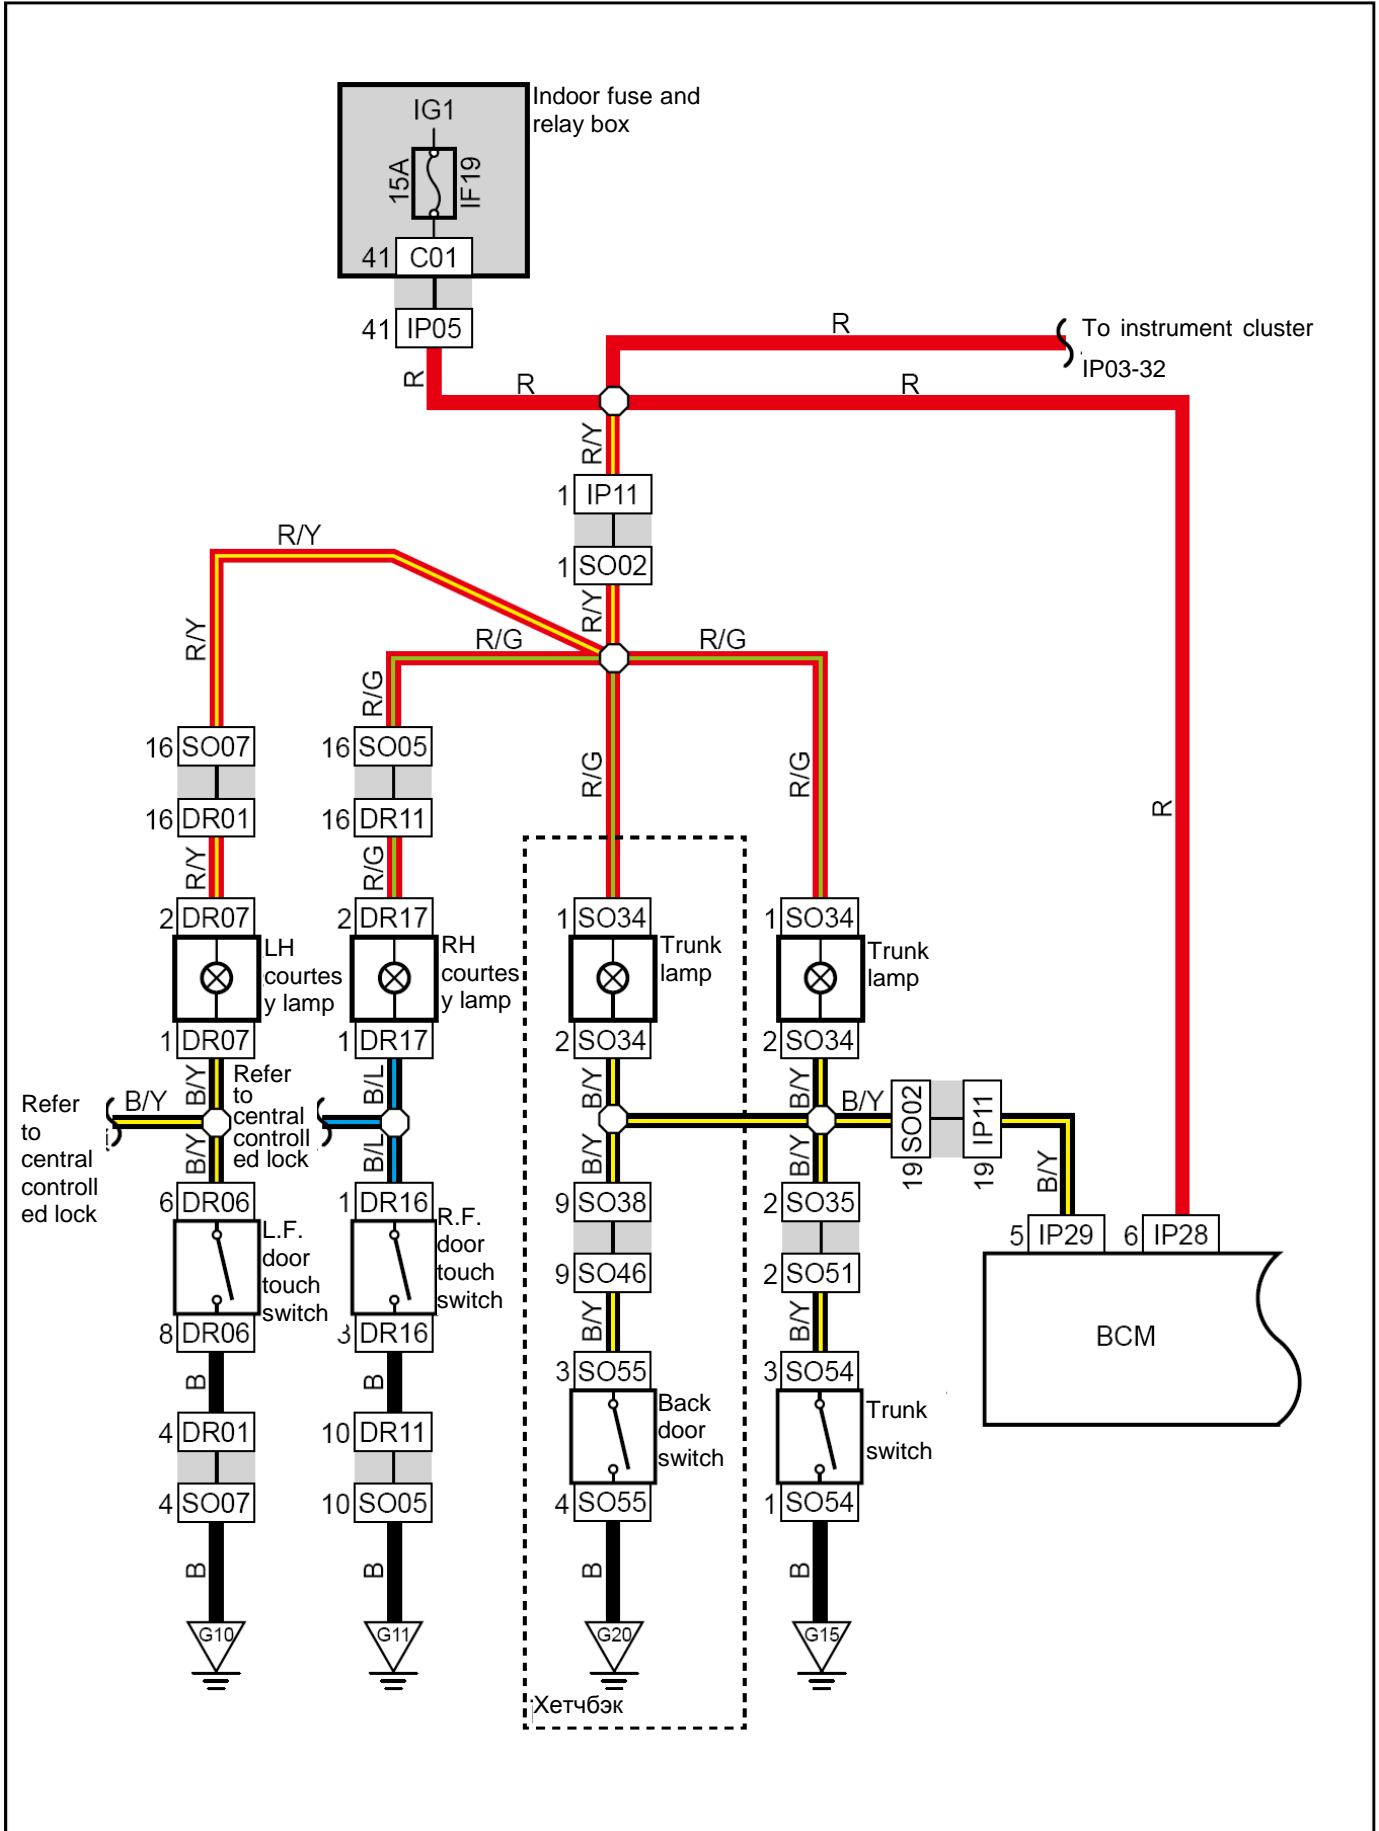 Indoor fuse and
relay box
IG1
15A
IF19
41 C01
41 IP05
R
R
R
To instrument cluster
IP03-32
R
R/Y
1 IP11
1 SO02
R/Y
R/Y
R/Y
R/G
R/G
R/G
R/G
R/G
R
16 SO07
16 SO05
16 DR01
16 DR11
R/Y
R/G
2 DR07
2 DR17
1 SO34
1 SO34
LH
courtes
y lamp
RH
courtes
y lamp
Trunk
lamp
Trunk
lamp
1 DR07
1 DR17
2 SO34
2 SO34
B/Y
B/L
B/Y
B/Y
Refer
to
central
controll
ed lock
B/Y
Refer
to
central
controll
ed lock
B/Y
19 SO02
19 IP11
B/Y
B/L
B/Y
B/Y
B/Y
6 DR06
1 DR16
9 SO38
2 SO35
5 IP29
6 IP28
L.F.
door
touch
switch
R.F.
door
touch
switch
9 SO46
2 SO51
BCM
8 DR06
3 DR16
B/Y
B/Y
B
B
3 SO55
3 SO54
Back
door
switch
Trunk
switch
4 DR01
10 DR11
4 SO07
10 SO05
4 SO55
1 SO54
B
B
B
B
G10
G11
G20
G15
Хетчбэк